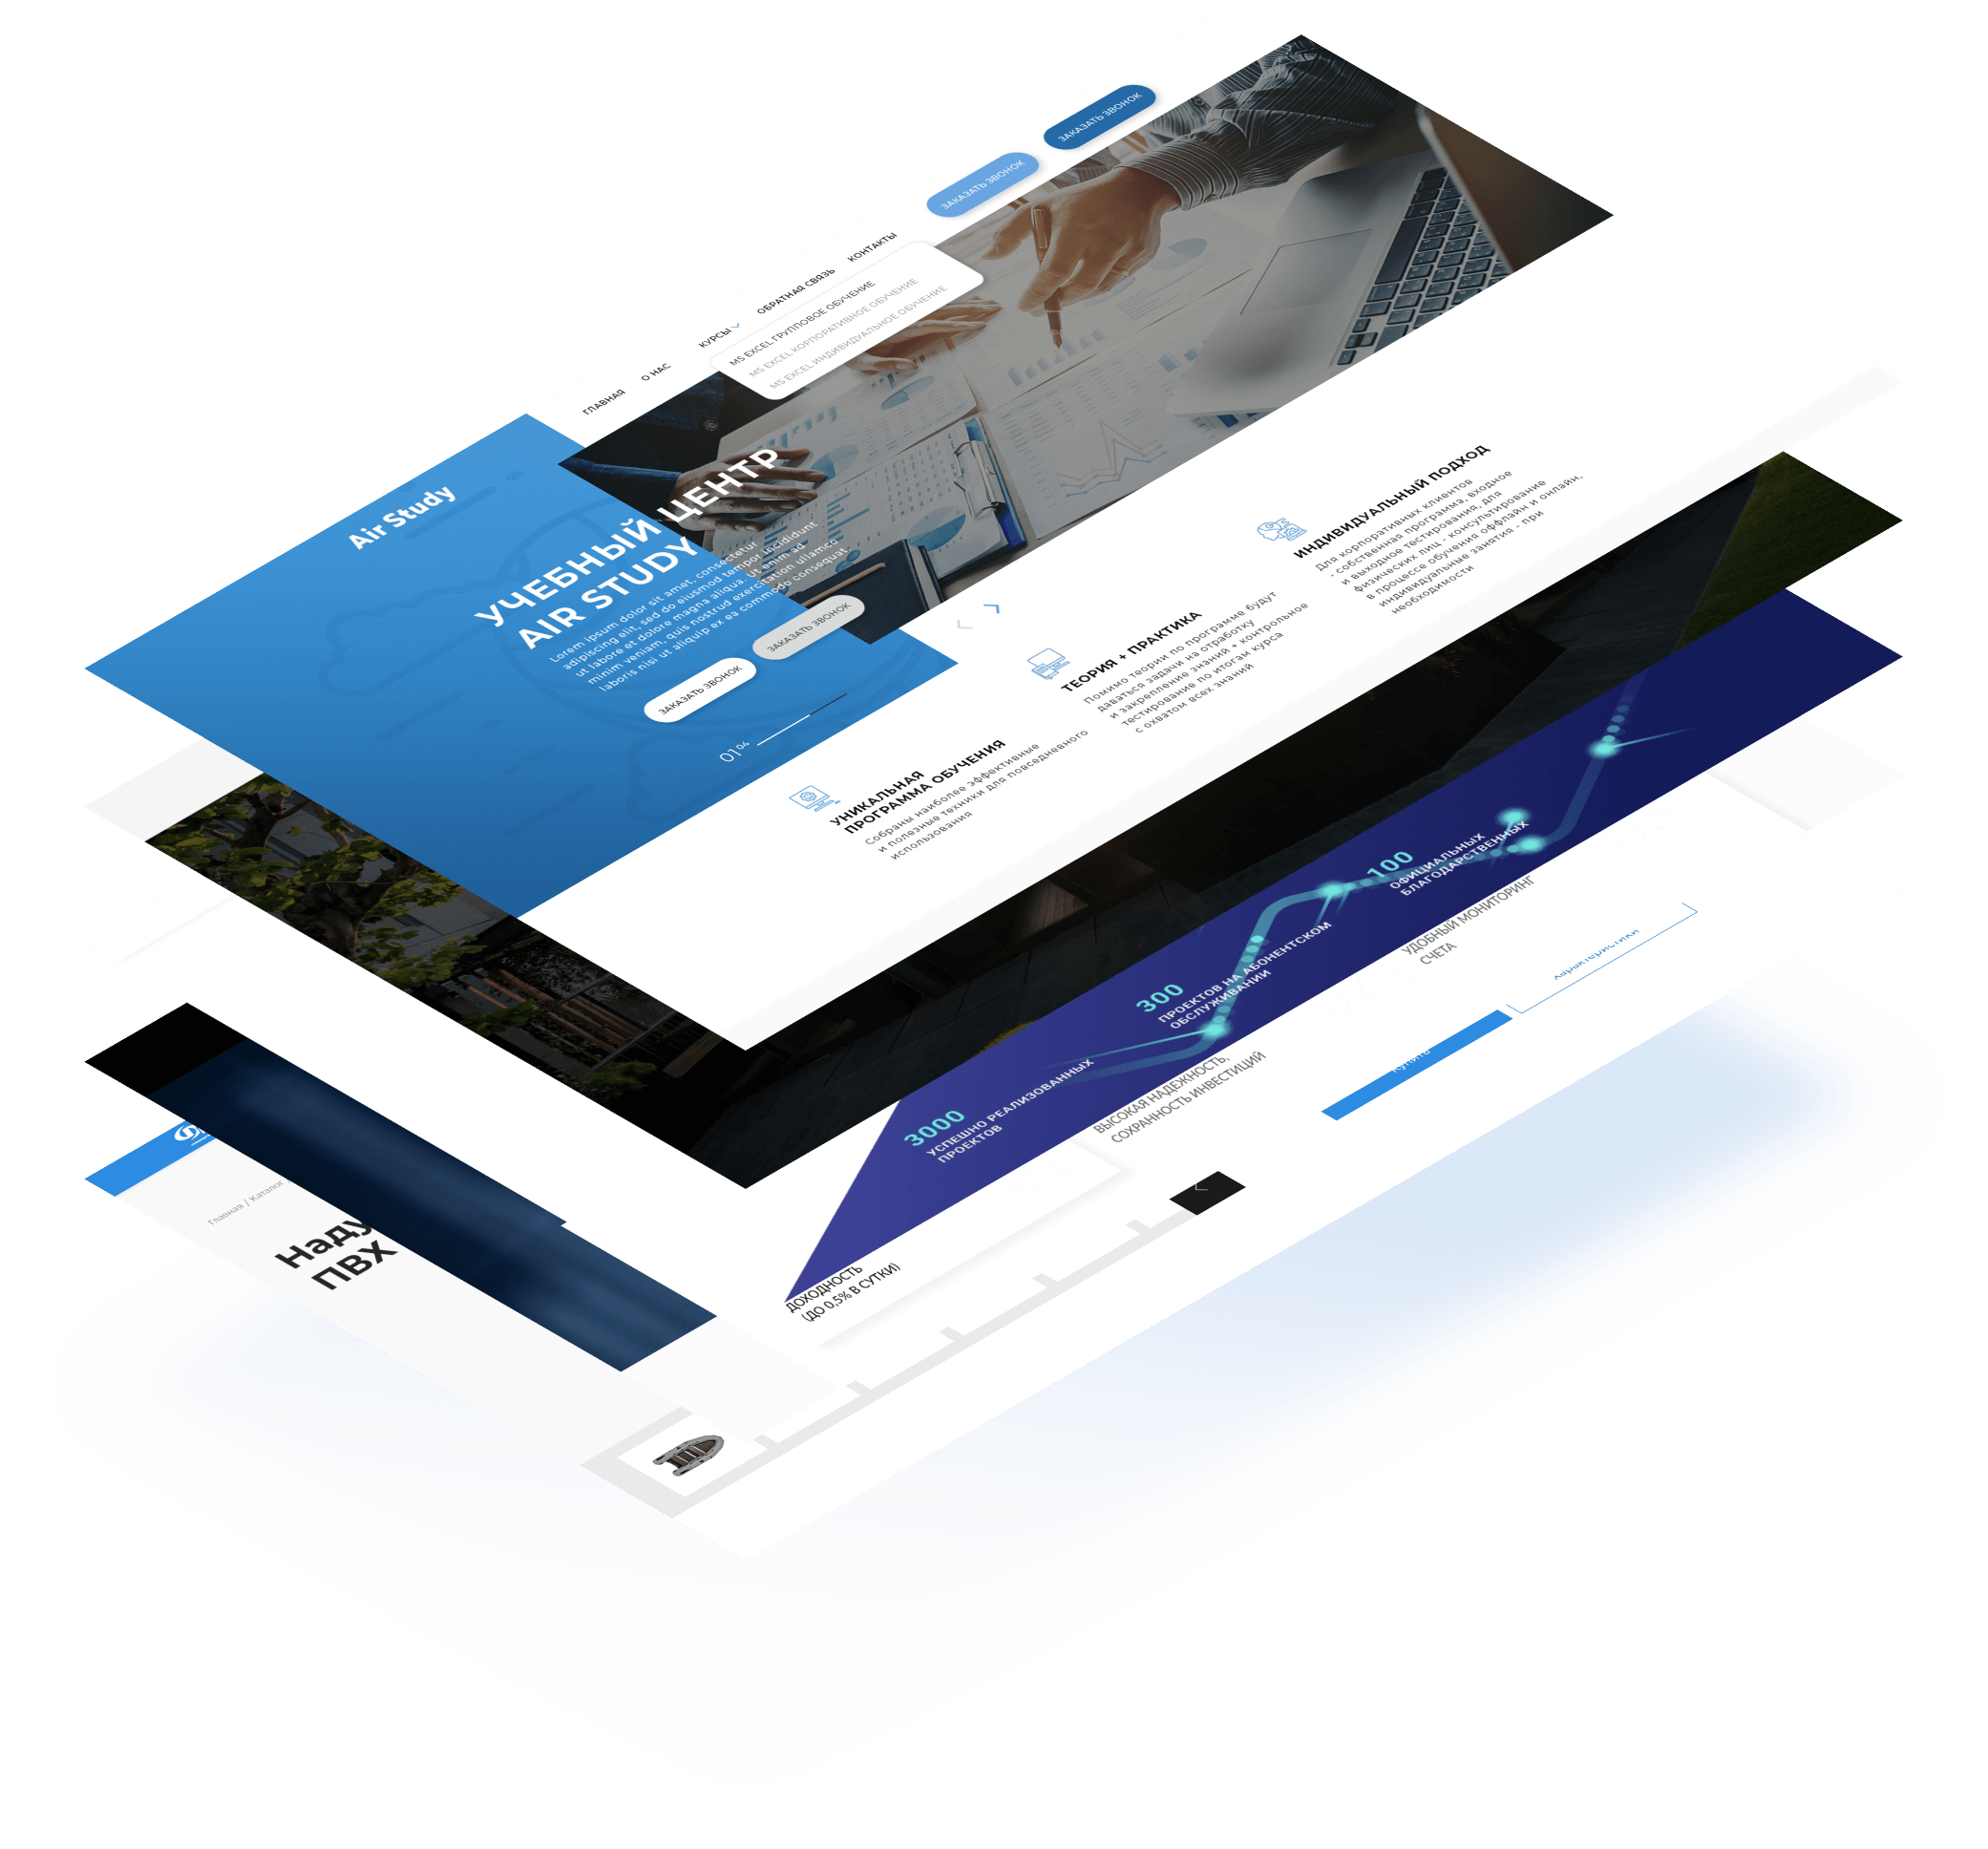 ЗАКАЗАТЬ ЗВОНОК
ЗАКАЗАТЬ ЗВОНОК
ГЛАВНАЯ
О НАС
КУРСЫ
ОБРАТНАЯ СВЯЗЬ
КОНТАКТЫ
MS EXCEL ГРУППОВОЕ ОБУЧЕНИЕ
MS EXCEL КОРПОРАТИВНОЕ ОБУЧЕНИЕ
MS EXCEL ИНДИВИДУАЛЬНОЕ ОБУЧЕНИЕ
Air Study
УЧЕБНЫЙ ЦЕНТР
AIR STUDY
Lorem ipsum dolor sit amet, consectetur
adipiscing elit, sed do eiusmod tempor incididunt
ut labore et dolore magna aliqua. Ut enim ad
minim veniam, quis nostrud exercitation ullamco
laboris nisi ut aliquip ex ea commodo consequat.
ЗАКАЗАТЬ ЗВОНОК
ЗАКАЗАТЬ ЗВОНОК
01 04
УНИКАЛЬНАЯ
ПРОГРАММА ОБУЧЕНИЯ
Собраны наиболее эффективные
и полезные техники для повседневного
использования
ТЕОРИЯ + ПРАКТИКА
Помимо теории по программе будут
даваться задачи на отработку
и закрепление знаний + контрольное
тестирование по итогам курса
с охватом всех знаний
ИНДИВИДУАЛЬНЫЙ ПОДХОД
Для корпоративных клиентов
- собственная программа, входное
и выходное тестирования, для
физических лиц - консультирование
в процессе обучения оффлайн и онлайн,
индивидуальные занятия - при
необходимости
3000
УСПЕШНО РЕАЛИЗОВАННЫХ
ПРОЕКТОВ
300
ПРОЕКТОВ НА АБОНЕНТСКОМ
ОБСЛУЖИВАНИИ
100
ОФИЦИАЛЬНЫХ
БЛАГОДАРСТВЕННЫХ
ДОХОДНОСТЬ
(ДО 0,5% В СУТКИ)
ВЫСОКАЯ НАДЕЖНОСТЬ,
СОХРАННОСТЬ ИНВЕСТИЦИЙ
УДОБНЫЙ МОНИТОРИНГ
СЧЕТА
Характеристики
Купить
Главная / Каталог
Наду
ПВХ